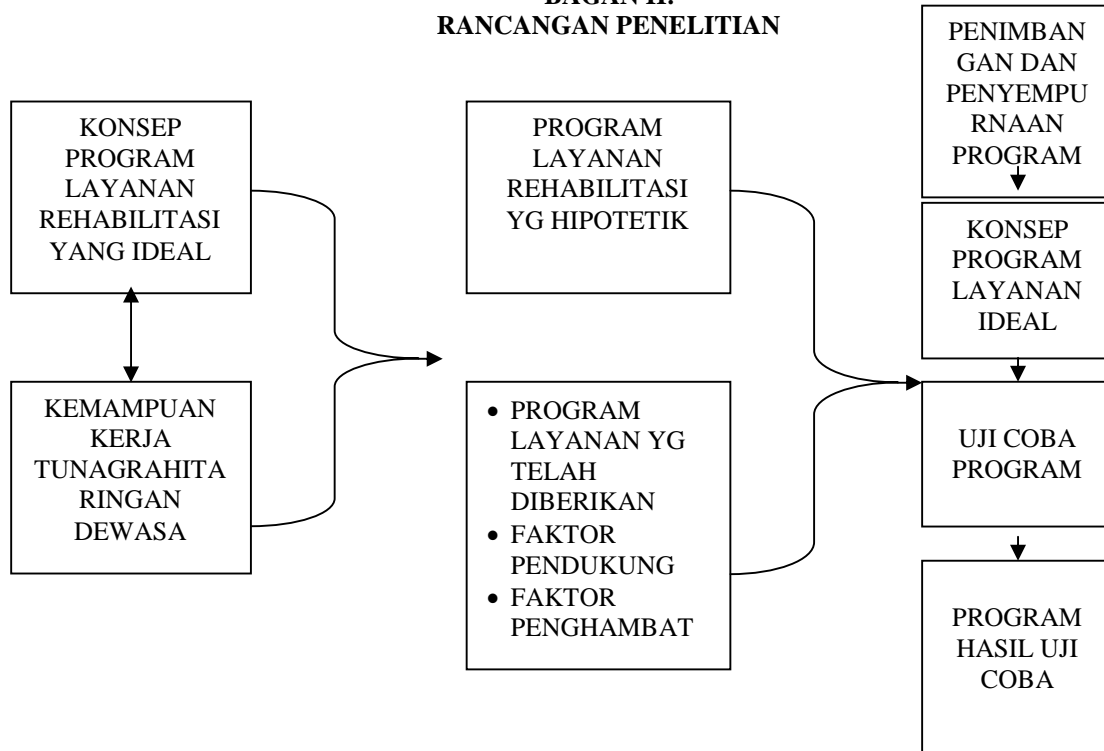 BAGAN II.
RANCANGAN PENELITIAN
KONSEP
PROGRAM
LAYANAN
REHABILITASI
YANG IDEAL
KEMAMPUAN
KERJA
TUNAGRAHITA
RINGAN
DEWASA
PROGRAM
LAYANAN
REHABILITASI
YG HIPOTETIK
• PROGRAM
LAYANAN YG
TELAH
DIBERIKAN
• FAKTOR
PENDUKUNG
• FAKTOR
PENGHAMBAT
PENIMBAN
GAN DAN
PENYEMPU
RNAAN
PROGRAM
KONSEP
PROGRAM
LAYANAN
IDEAL
UJI COBA
PROGRAM
PROGRAM
HASIL UJI
COBA